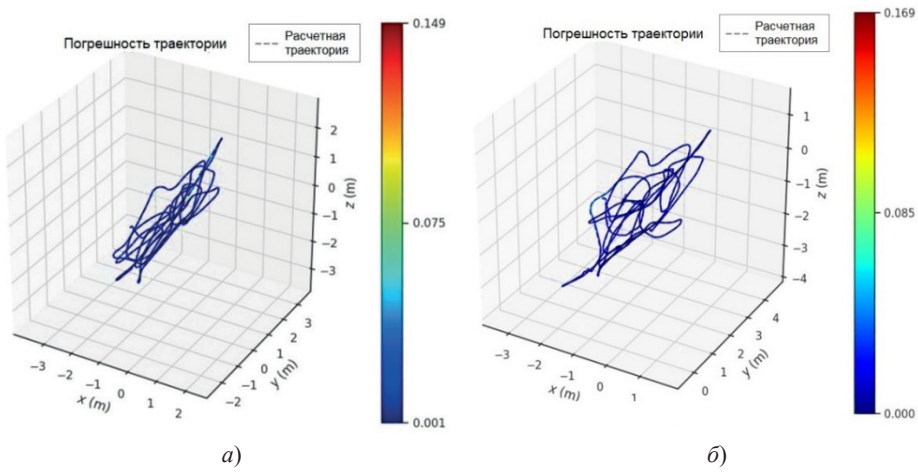 Погрешность траектории
Расчетная
траектория
0.149
0.075
0.001
2
1
0
−1
−2
−3
z (m)
−3
−2
−1
0
1
2
x (m)
−2
−1
0
1
2
3
y (m)
а)
Погрешность траектории
Расчетная
траектория
0.169
0.085
0.000
1
0
−1
−2
−3
−4
z (m)
−3
−2
−1
0
1
x (m)
0
1
2
3
4
y (m)
б)